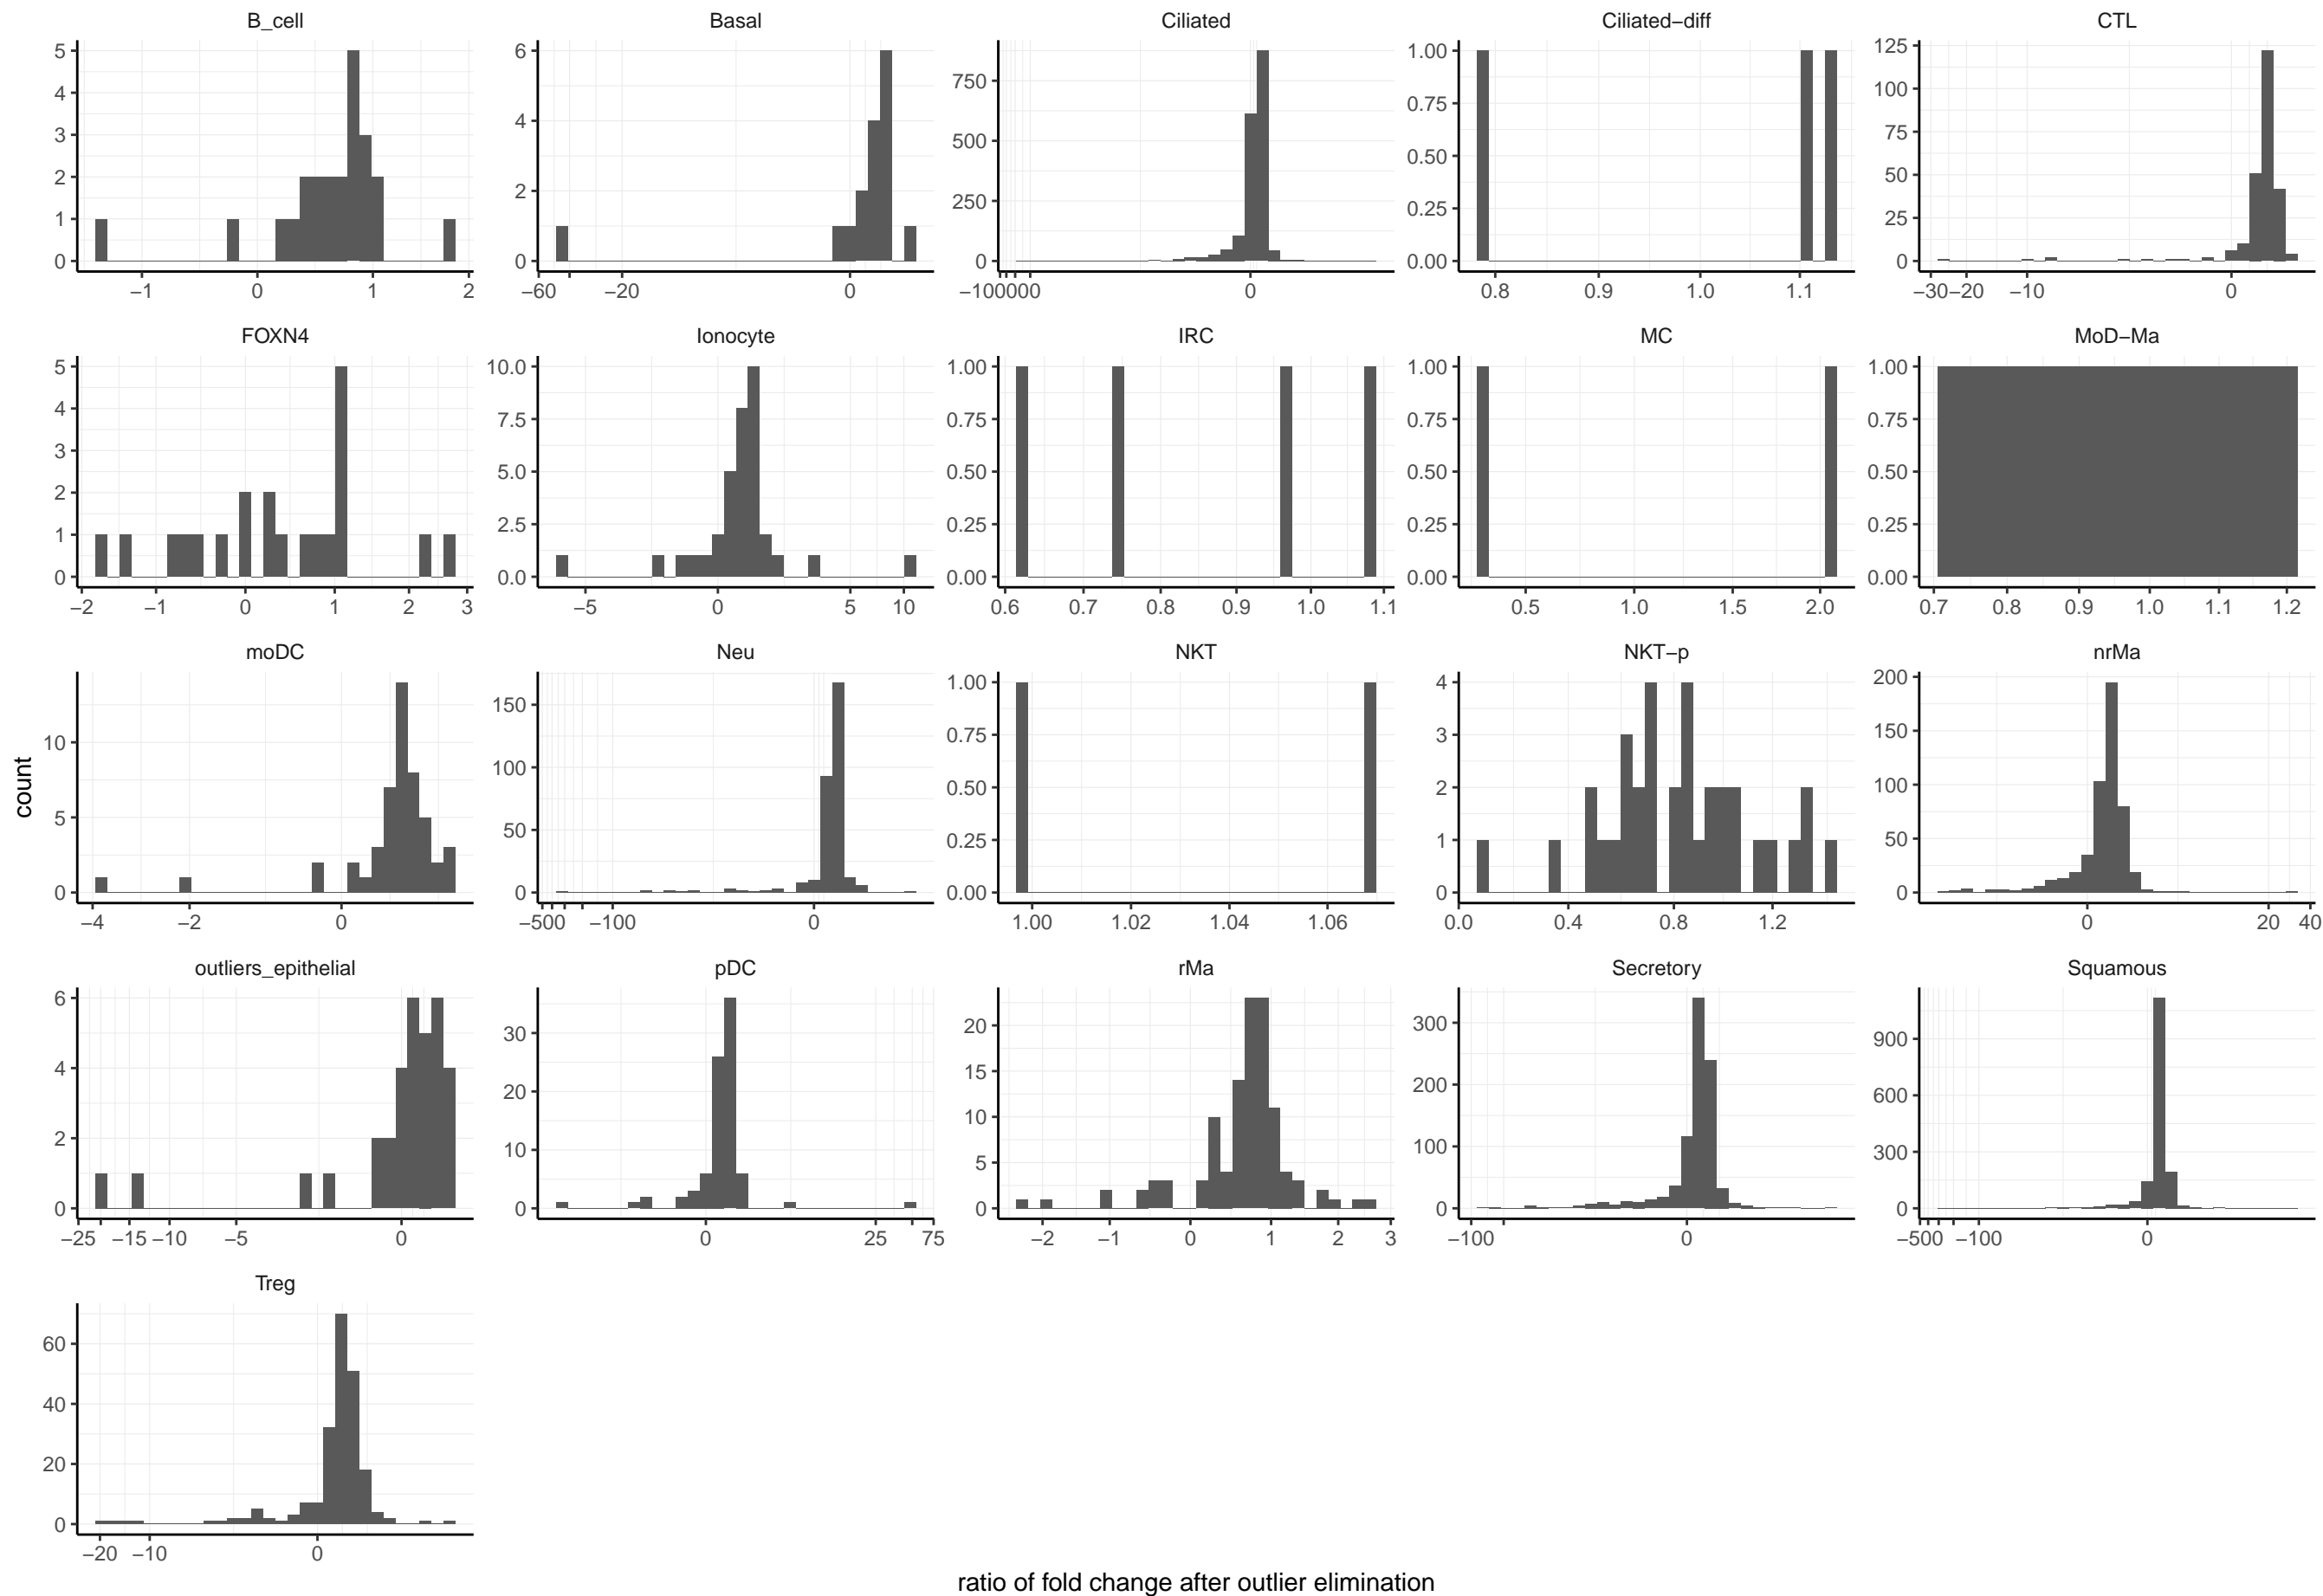 B_cell Basal Ciliated Ciliated−diff CTL
5 6 1.00 125
4 750 0.75 100
3 4 500 0.50 75
2 2 250 0.25 50
1 25
0 0 0 0.00 0
−1 0 1 2 −60 −20 0 −100000 0 0.8 0.9 1.0 1.1 −30 −20 −10 0
FOXN4 Ionocyte IRC MC MoD−Ma
5 10.0 1.00 1.00 1.00
4 7.5 0.75 0.75 0.75
3 5.0 0.50 0.50 0.50
2 2.5 0.25 0.25 0.25
1
0 0.0 0.00 0.00 0.00
−2 −1 0 1 2 3 −5 0 5 10 0.6 0.7 0.8 0.9 1.0 1.1 0.5 1.0 1.5 2.0 0.7 0.8 0.9 1.0 1.1 1.2
moDC Neu NKT NKT−p nrMa
10 150 1.00 4 200
5 100 0.75 3 150
50 0.50 2 100
0.25 1 50
0 0 0.00 0 0
−4 −2 0 −500 −100 0 1.00 1.02 1.04 1.06 0.0 0.4 0.8 1.2 0 20 40
count
outliers_epithelial pDC rMa Secretory Squamous
6 30 20 300 900
4 20 15 200 600
2 10 10 100 300
5
0 0 0 0 0
−25 −15 −10 −5 0 0 25 75 −2 −1 0 1 2 3 −100 0 −500 −100 0
Treg
60
40
20
0
−20 −10 0
ratio of fold change after outlier elimination